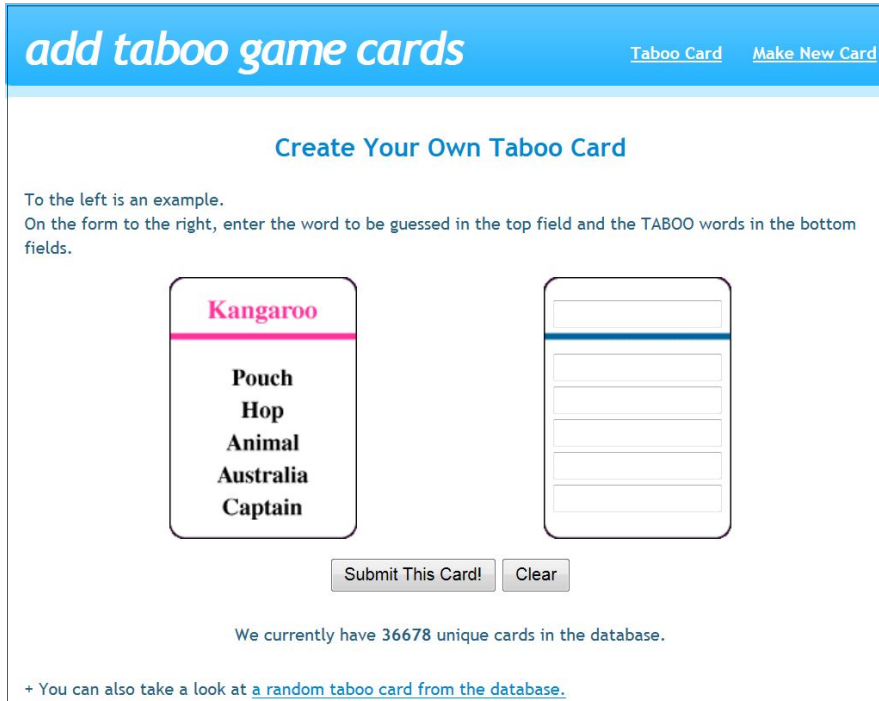 add taboo game cards
Taboo Card Make New Card
Create Your Own Taboo Card
To the left is an example.
On the form to the right, enter the word to be guessed in the top field and the TABOO words in the bottom
fields.
Kangaroo
Pouch
Hop
Animal
Australia
Captain
Submit This Card! Clear
We currently have 36678 unique cards in the database.
+ You can also take a look at a random taboo card from the database.